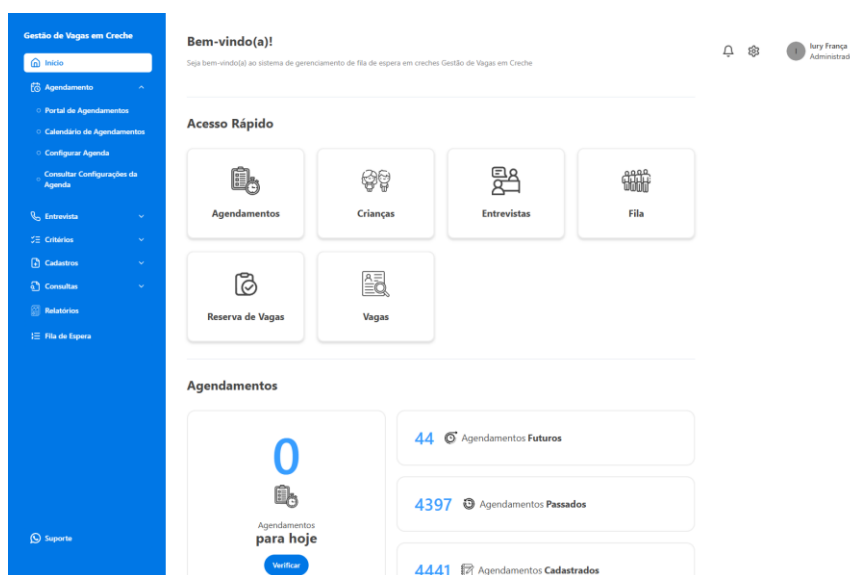 Gestão de Vagas em Creche
Início
Agendamento
Portal de Agendamentos
Calendário de Agendamentos
Configurar Agenda
Consultar Configurações da
Agenda
Entrevista
Critérios
Cadastros
Consultas
Relatórios
Fila de Espera
Suporte
Bem-vindo(a)!
Seja bem-vindo(a) ao sistema de gerenciamento de fila de espera em creches Gestão de Vagas em Creche
I
Iury França
Administrad
Acesso Rápido
Agendamentos
Crianças
Entrevistas
Fila
Reserva de Vagas
Vagas
Agendamentos
0
Agendamentos
para hoje
Verificar
44 Agendamentos Futuros
4397 Agendamentos Passados
4441 Agendamentos Cadastrados